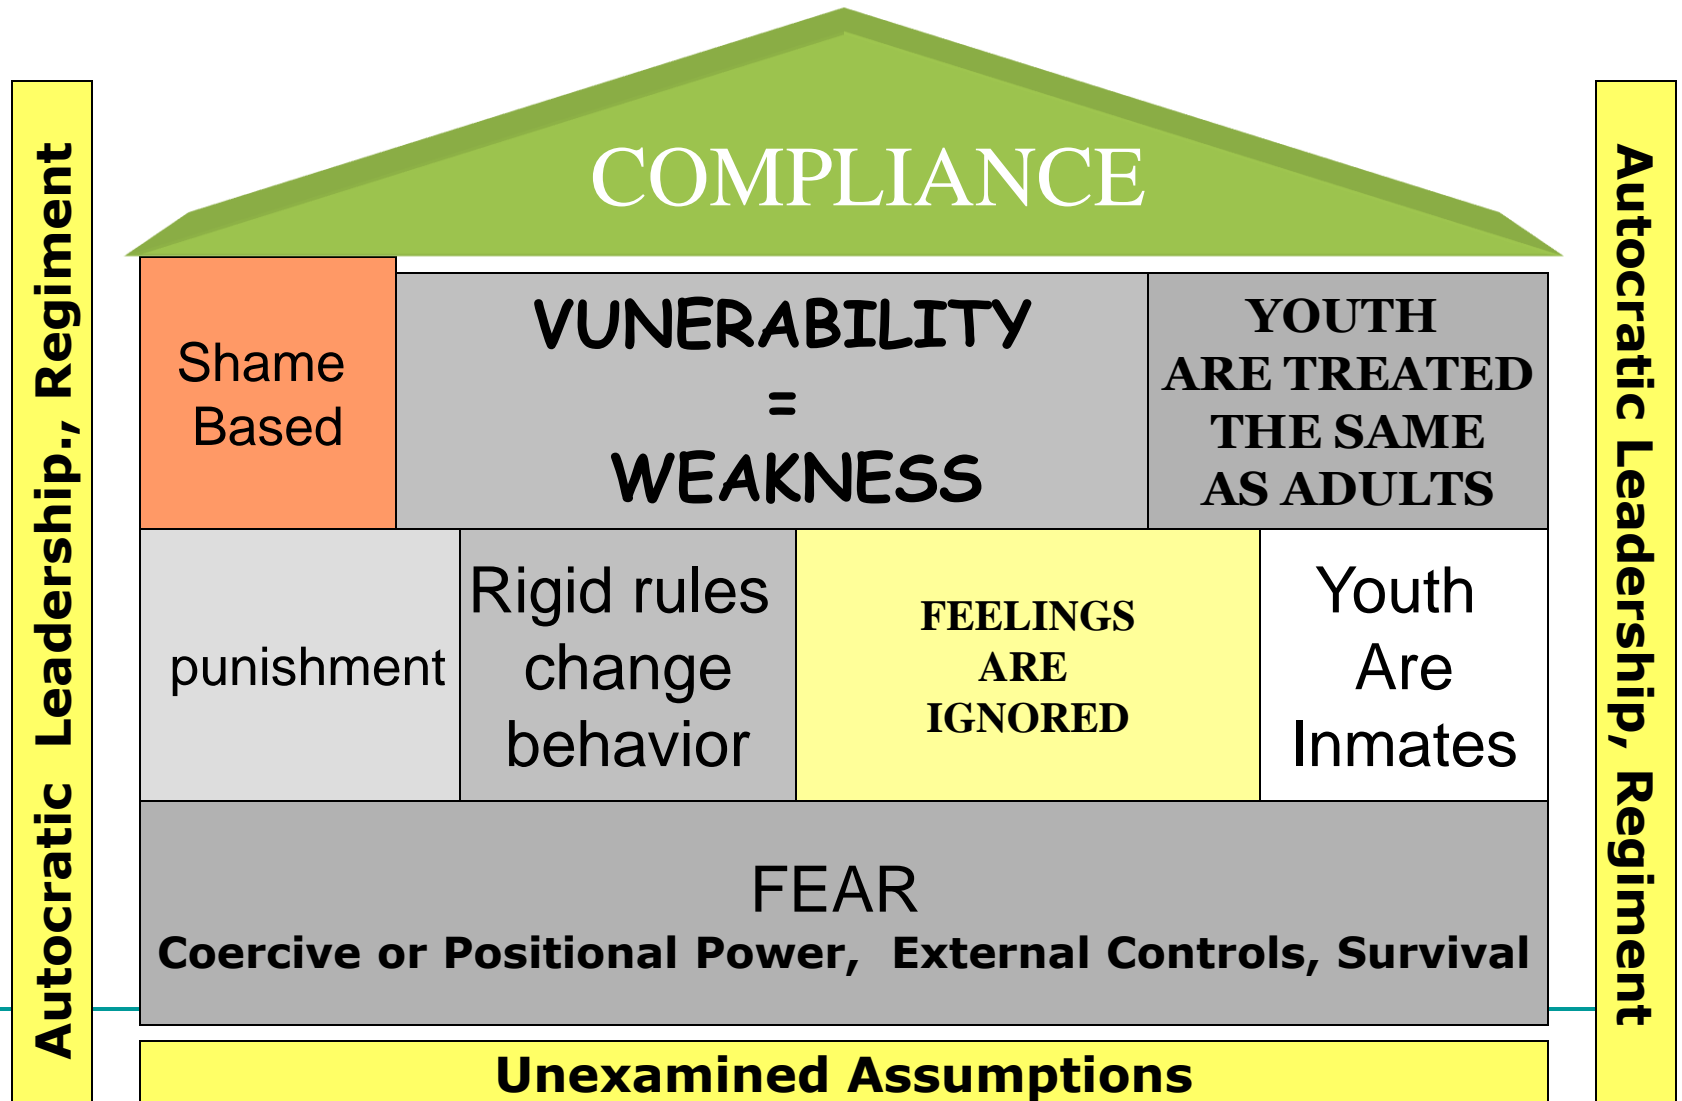 COMPLIANCE
Autocratic Leadership., Regiment
Shame
Based
VUNERABILITY
=
WEAKNESS
YOUTH
ARE TREATED
THE SAME
AS ADULTS
punishment
Rigid rules
change
behavior
FEELINGS
ARE
IGNORED
Youth
Are
Inmates
FEAR
Coercive or Positional Power, External Controls, Survival
Unexamined Assumptions
Autocratic Leadership, Regiment